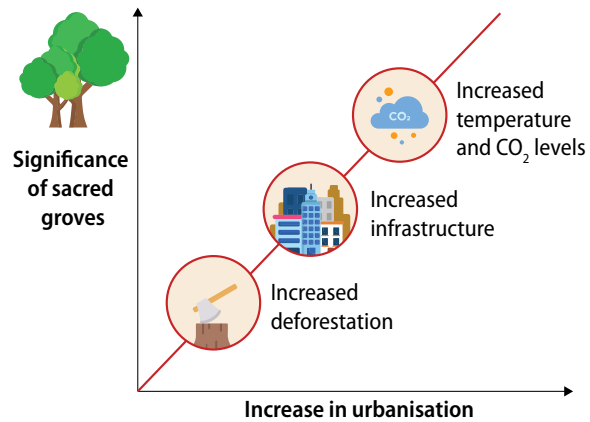 Significance
of sacred
groves
CO₂
Increased
temperature
and CO₂ levels
Increased
infrastructure
Increased
deforestation
Increase in urbanisation